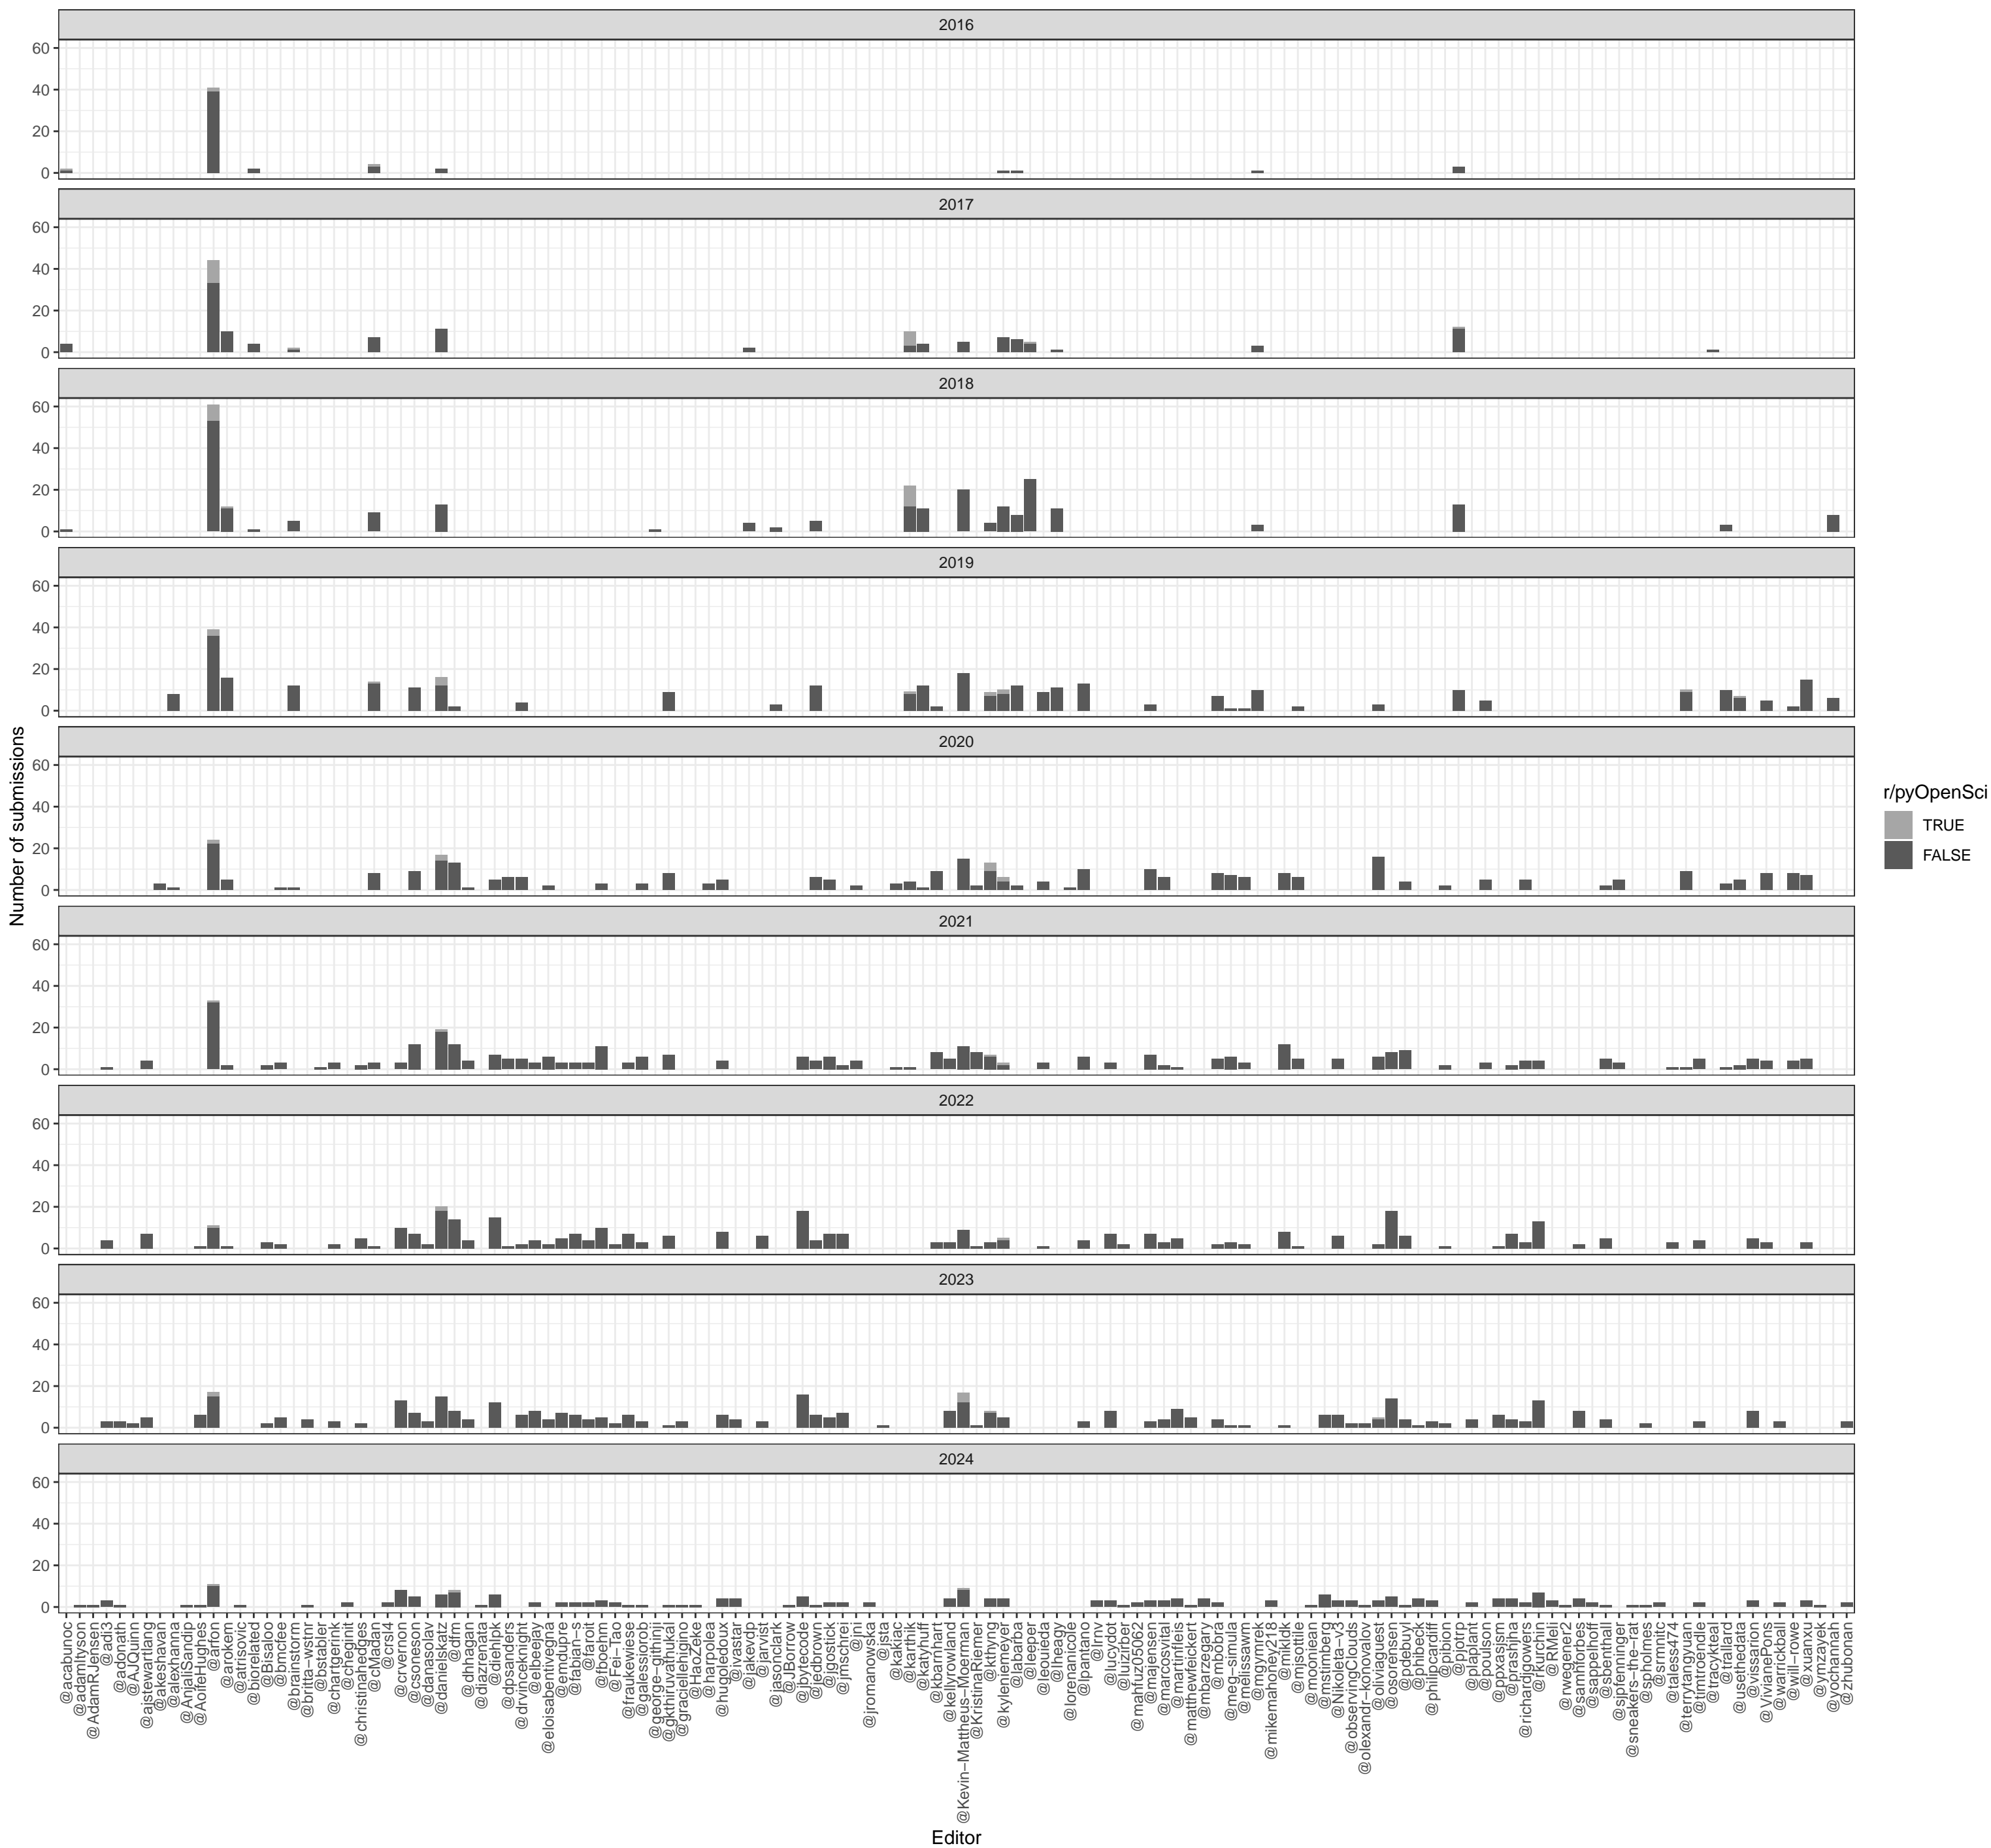 2016
60
40
20
0
2017
60
40
20
0
2018
60
40
20
0
2019
60
40
20
0
2020
60
40
20
0
2021
60
40
20
0
2022
60
40
20
0
2023
60
40
20
0
2024
60
40
20
0
Number of submissions
@acabunoc
@adamltyson
@AdamRJensen
@adi3
@adonath
@AJQuinn
@ajstewartlang
@akeshavan
@alexhanna
@AnjaliSandip
@AoifeHughes
@arfon
@arokem
@atrisovic
@biorelated
@Bisaloo
@bmcfee
@brainstorm
@britta−wstnr
@bstabler
@chartgerink
@cheginit
@christinahedges
@cMadan
@crsl4
@crvernon
@csoneson
@danasolav
@danielskatz
@dfm
@dhhagan
@diazrenata
@diehlpk
@dpsanders
@drvinceknight
@elbeejay
@eloisabentivegna
@emdupre
@fabian−s
@faroit
@fboehm
@Fei−Tao
@fraukewiese
@galessiorob
@george−githinji
@gkthiruvathukal
@graciellehigino
@HaoZeke
@harpolea
@hugoledoux
@ivastar
@jakevdp
@jarvist
@jasonclark
@JBorrow
@jbytecode
@jedbrown
@jgostick
@jmschrei
@jni
@jromanowska
@jsta
@kakiac
@karthik
@katyhuff
@kbarnhart
@kellyrowland
@Kevin−Mattheus−Moerman
@KristinaRiemer
@kthyng
@kyleniemeyer
@labarba
@leeper
@leouieda
@lheagy
@lorenanicole
@lpantano
@lrnv
@lucydot
@luizirber
@mahfuz05062
@majensen
@marcosvital
@martinfleis
@matthewfeickert
@mbarzegary
@mbobra
@meg−simula
@melissawm
@mgymrek
@mikemahoney218
@mikldk
@mjsottile
@mooniean
@mstimberg
@Nikoleta−v3
@observingClouds
@olexandr−konovalov
@oliviaguest
@osorensen
@pdebuyl
@phibeck
@philipcardiff
@pibion
@pjotrp
@plaplant
@poulson
@pxasism
@prashjha
@richardjgowers
@rkurchin
@RMeli
@rwegener2
@samhforbes
@sappelhoff
@sbenthall
@sjpfenninger
@sneakers−the−rat
@spholmes
@srmnitc
@taless474
@terrytangyuan
@timtroendle
@tracykteal
@trallard
@usethedata
@vissarion
@VivianePons
@warrickball
@will−rowe
@xuanxu
@ymzayek
@yochannah
@zhubonan
Editor
r/pyOpenSci
TRUE
FALSE